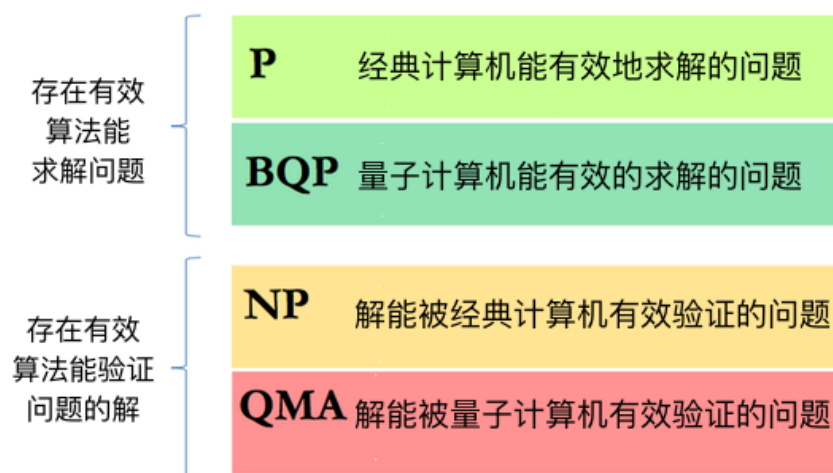 存在有效
算法能
求解问题
P 经典计算机能有效地求解的问题
BQP 量子计算机能有效的求解的问题
存在有效
算法能验证
问题的解
NP 解能被经典计算机有效验证的问题
QMA 解能被量子计算机有效验证的问题